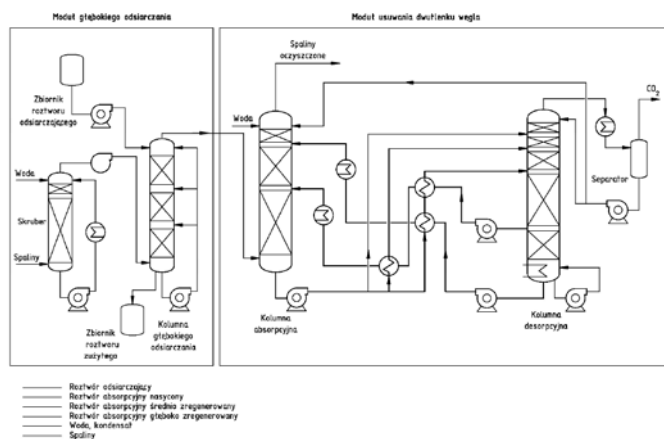 Moduł głębokiego odsiarczania
Moduł usuwania dwutlenku węgla
Zbiornik
roztworu
odsiarczającego
Spaliny
oczyszczone
Woda
CO2
Woda
Skruber
Spaliny
Separator
Zbiornik
roztworu
zużytego
Kolumna
głębokiego
odsiarczania
Kolumna
absorpcyjna
Kolumna
desorpcyjna
Roztwór odsiarczający
Roztwór absorpcyjny nasycony
Roztwór absorpcyjny średnio zregenerowany
Roztwór absorpcyjny głęboko zregenerowany
Woda, kondensat
Spaliny